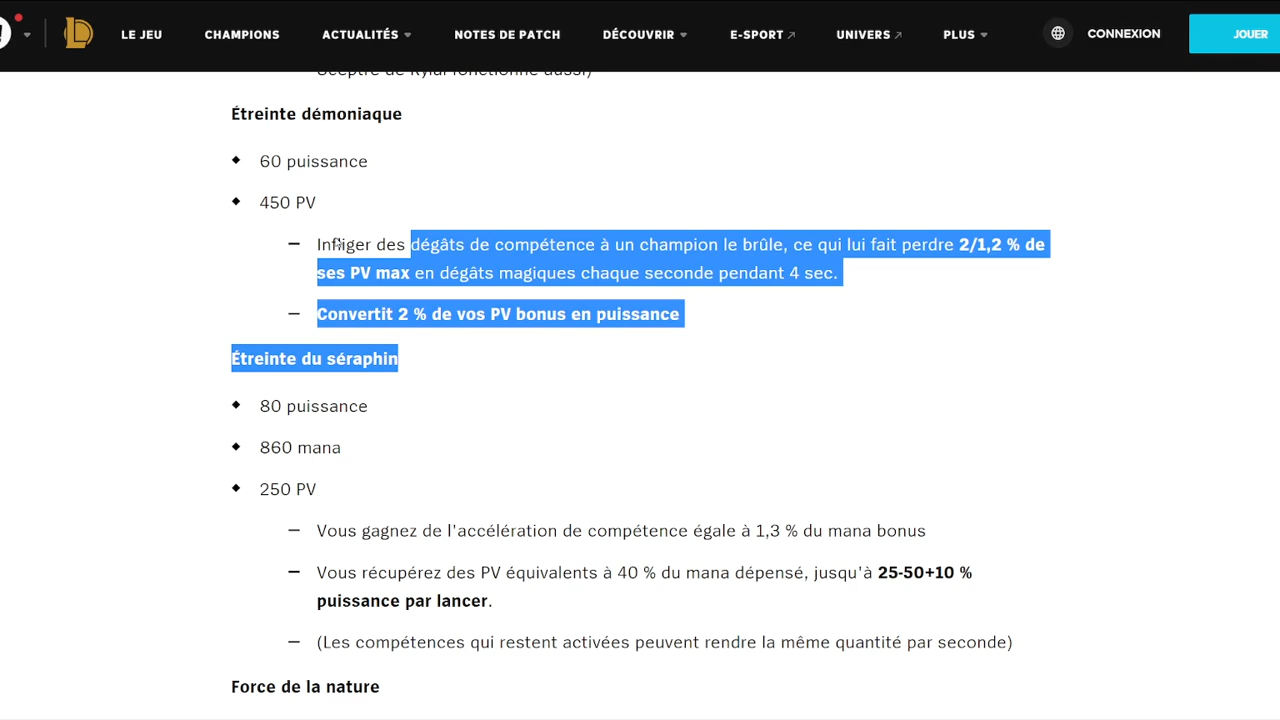 LE JEU CHAMPIONS ACTUALITÉS NOTES DE PATCH DÉCOUVRIR E-SPORT UNIVERS PLUS CONNEXION JOUER
Sceptre de Rylai fonctionne aussi)
Étreinte démoniaque
60 puissance
450 PV
Infliger des dégâts de compétence à un champion le brûle, ce qui lui fait perdre 2/1,2 % de
ses PV max en dégâts magiques chaque seconde pendant 4 sec.
Convertit 2 % de vos PV bonus en puissance
Étreinte du séraphin
80 puissance
860 mana
250 PV
Vous gagnez de l'accélération de compétence égale à 1,3 % du mana bonus
Vous récupérez des PV équivalents à 40 % du mana dépensé, jusqu'à 25-50+10 %
puissance par lancer.
(Les compétences qui restent activées peuvent rendre la même quantité par seconde)
Force de la nature